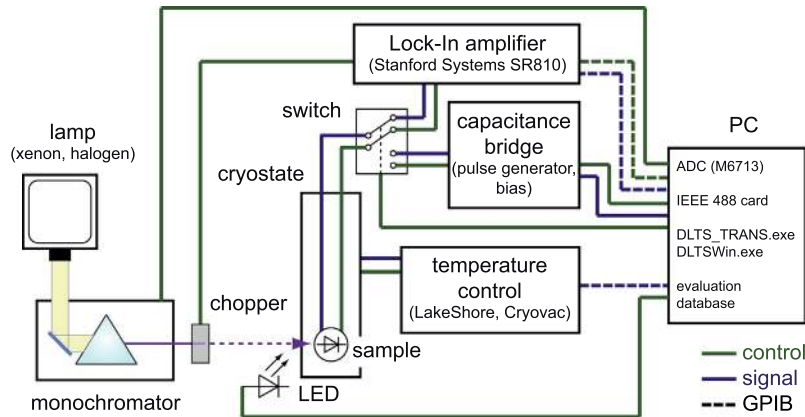 Lock-In amplifier
(Stanford Systems SR810)
switch
lamp
(xenon, halogen)
capacitance
bridge
(pulse generator,
bias)
PC
ADC (M6713)
IEEE 488 card
DLTS_TRANS.exe
DLTSWin.exe
evaluation
database
cryostate
temperature
control
(LakeShore, Cryovac)
chopper
sample
LED
monochromator
control
signal
GPIB